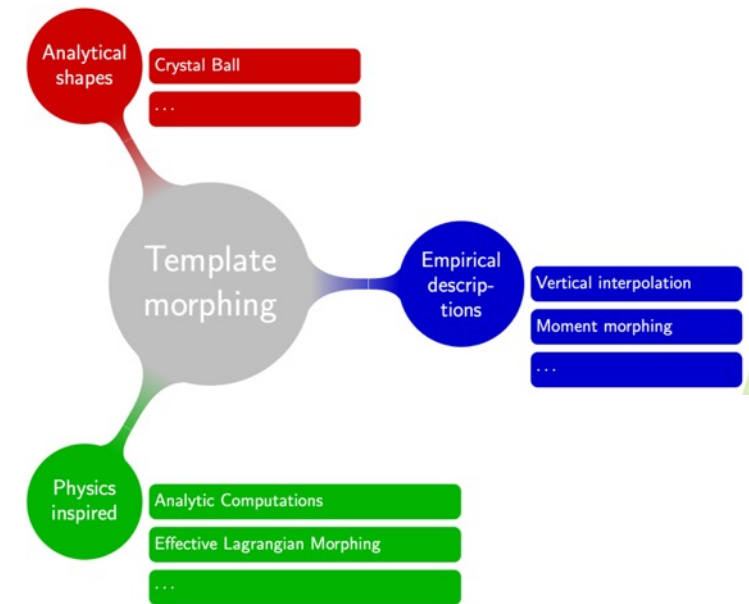 Analytical
shapes
Crystal Ball
...
Template
morphing
Empirical
descrip-
tions
Vertical interpolation
Moment morphing
...
Physics
inspired
Analytic Computations
Effective Lagrangian Morphing
...